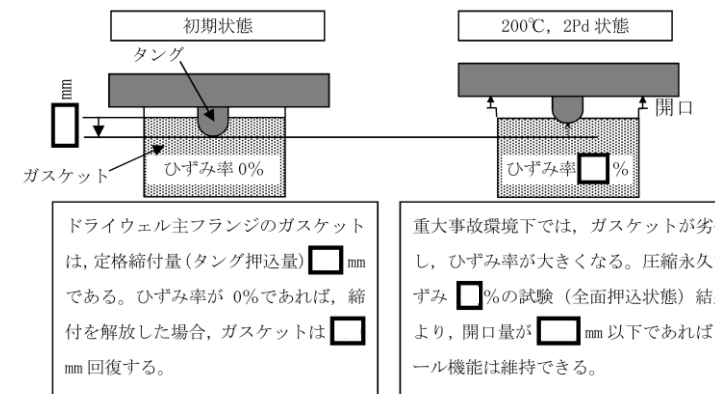 初期状態
200℃, 2Pd 状態
タング
mm
開口
ガスケット
ひずみ率 0%
ひずみ率 %
ドライウェル主フランジのガスケット
は, 定格締付量(タング押込量) mm
である。ひずみ率が 0%であれば, 締
付を解放した場合, ガスケットは
mm 回復する。
重大事故環境下では, ガスケットが劣
し, ひずみ率が大きくなる。圧縮永久
ずみ %の試験（全面押込状態）結
より, 開口量が mm 以下であれば
ール機能は維持できる。